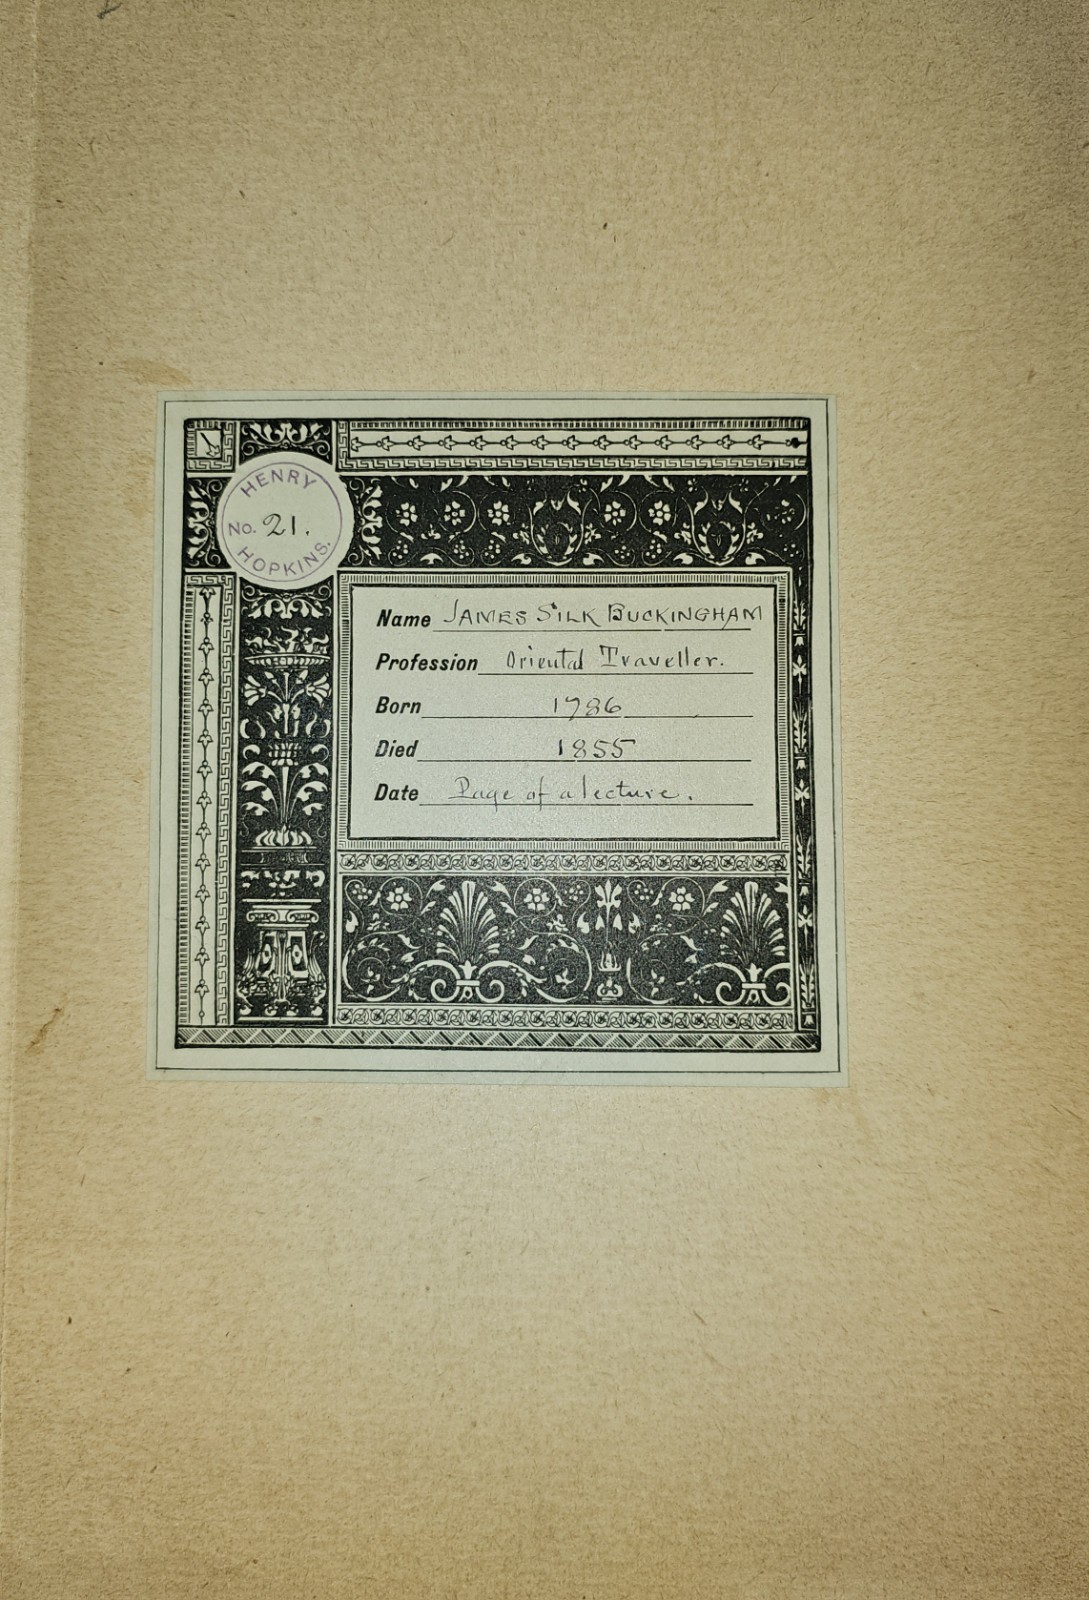 HENRY
No. 21.
HOPKINS.
Name JAMES SILK BUCKINGHAM
Profession Oriental Traveller.
Born 1786
Died 1855
Date Page of a lecture.